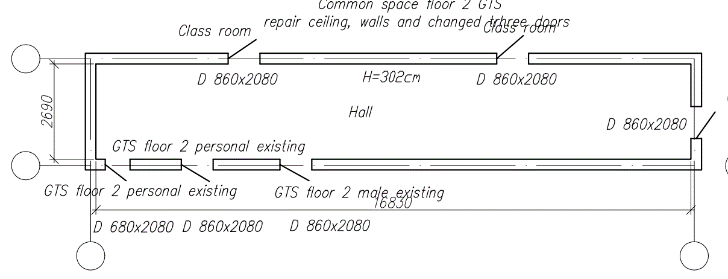 Common space floor 2 GTS
repair ceiling, walls and changed trhree doors
Class room
Class room
D 860x2080
H=302cm
D 860x2080
2690
Hall
D 860x2080
GTS floor 2 personal existing
GTS floor 2 personal existing
GTS floor 2 male existing
16830
D 680x2080 D 860x2080 D 860x2080